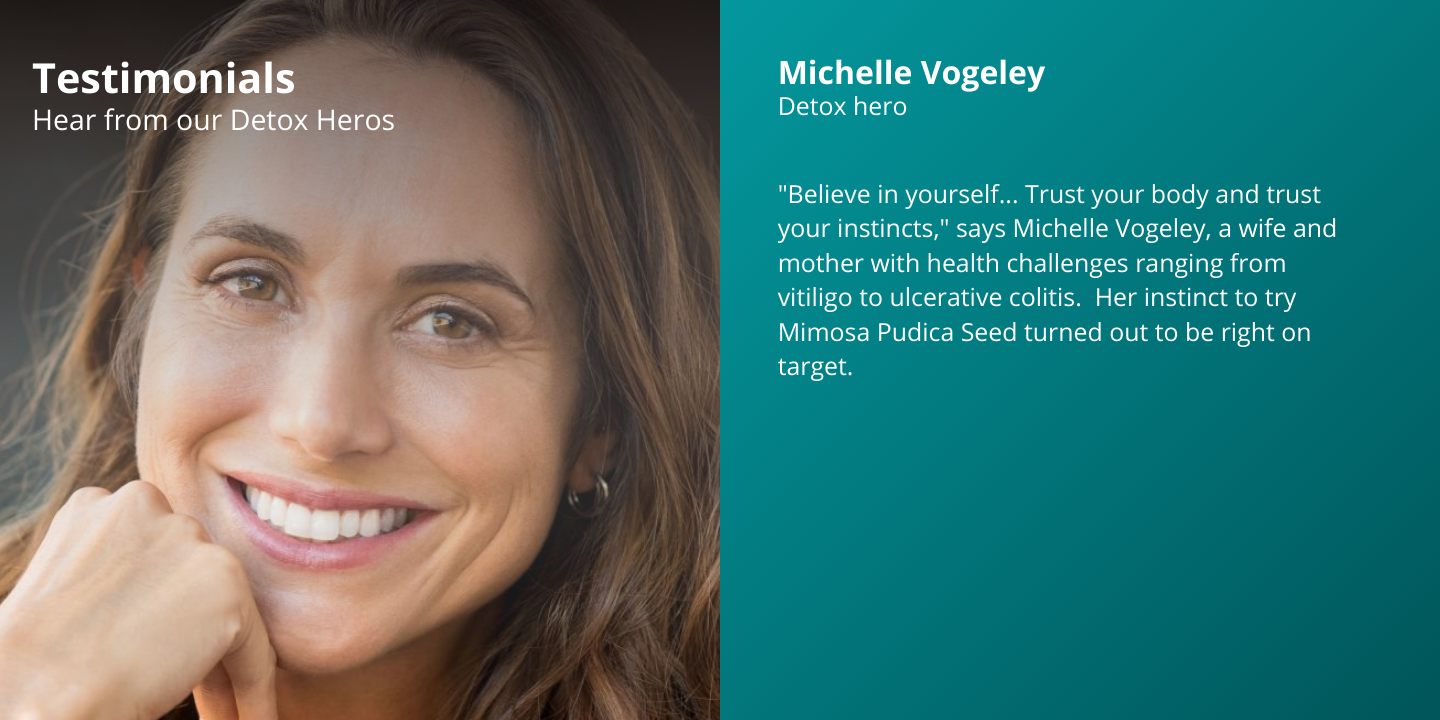 Testimonials
Hear from our Detox Heros
Michelle Vogeley
Detox hero
"Believe in yourself... Trust your body and trust
your instincts," says Michelle Vogeley, a wife and
mother with health challenges ranging from
vitiligo to ulcerative colitis.  Her instinct to try
Mimosa Pudica Seed turned out to be right on
target.